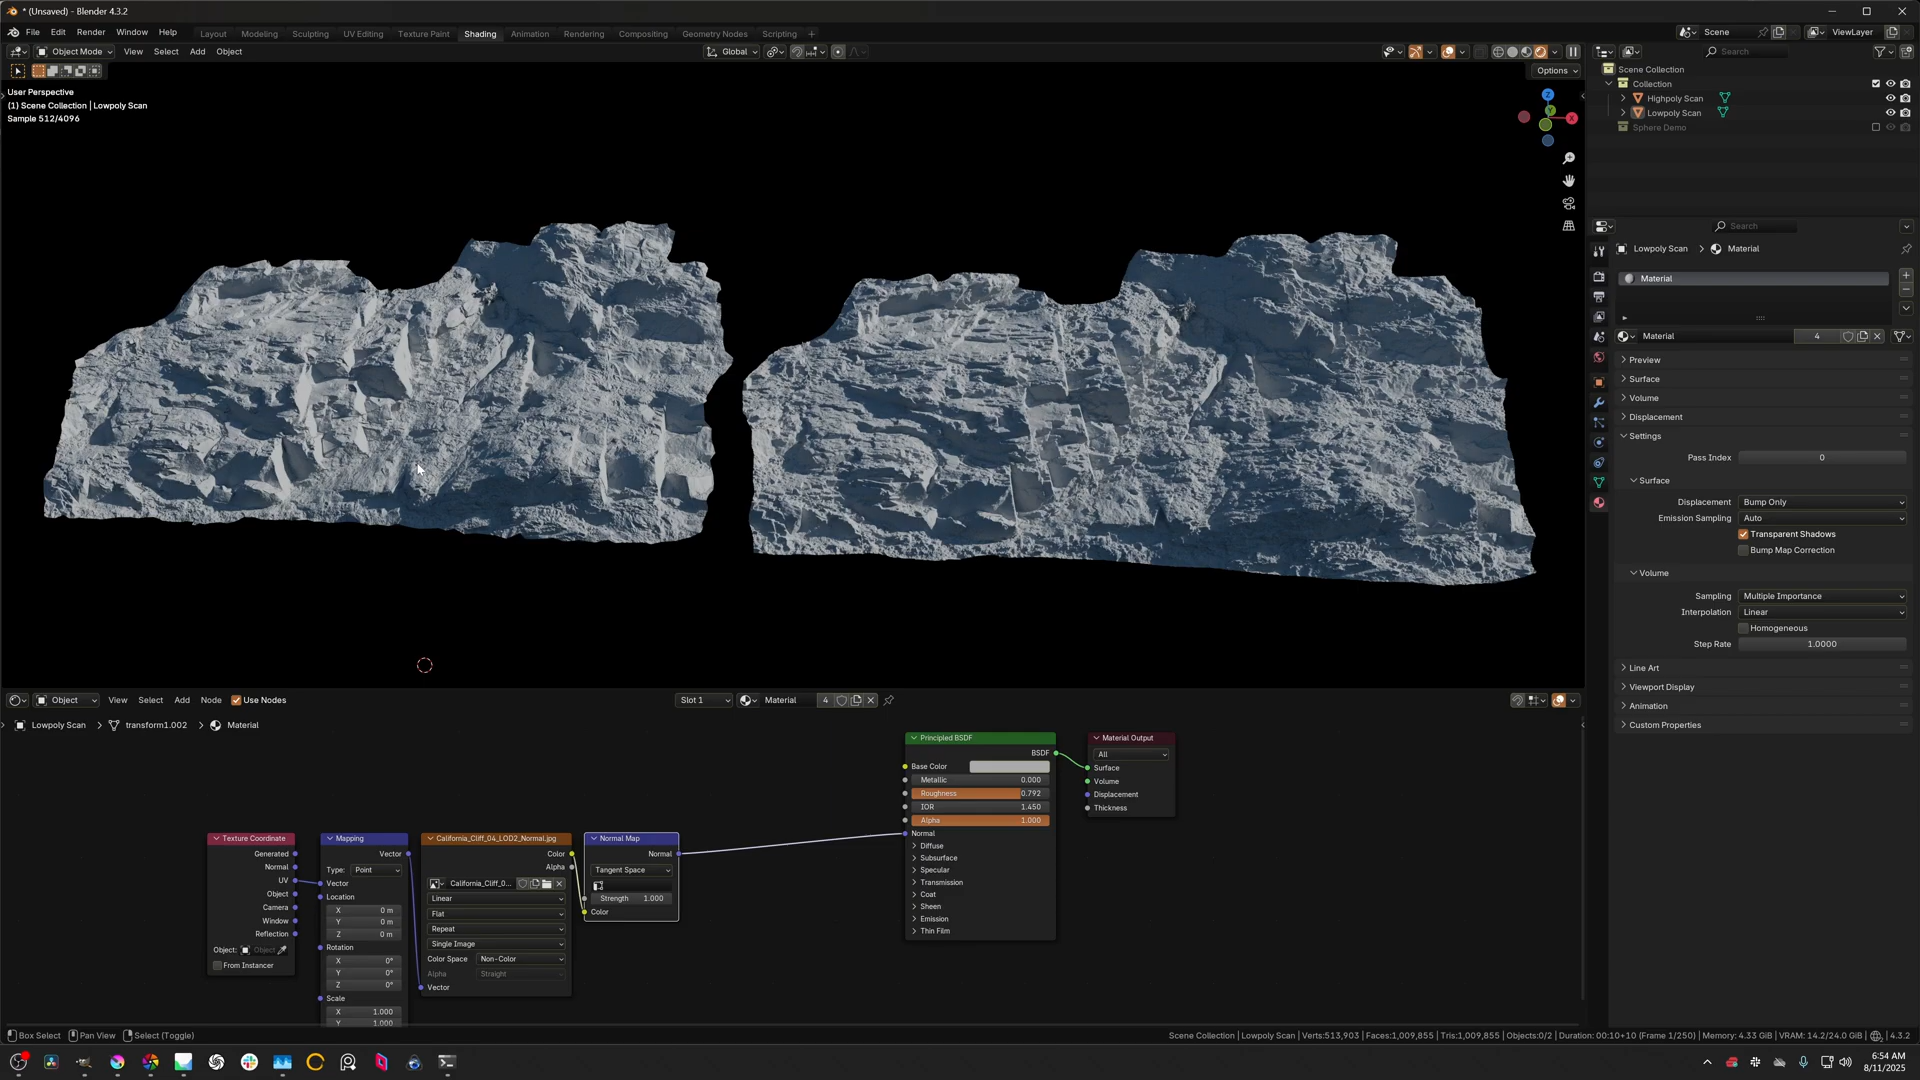 * (Unsaved) - Blender 4.3.2
File Edit Render Window Help
Layout Modeling Sculpting UV Editing Texture Paint Shading Animation Rendering Compositing Geometry Nodes Scripting +
Scene ViewLayer
Object Mode View Select Add Object Global
Search
Options
User Perspective
(1) Scene Collection | Lowpoly Scan
Sample 512/4096
Z
Y
X
Scene Collection
Collection
Highpoly Scan
Lowpoly Scan
Sphere Demo
Search
Lowpoly Scan > Material
Material
Material 4
Preview
Surface
Volume
Displacement
Settings
Pass Index 0
Surface
Displacement Bump Only
Emission Sampling Auto
Transparent Shadows
Bump Map Correction
Volume
Sampling Multiple Importance
Interpolation Linear
Homogeneous
Step Rate 1.0000
Line Art
Viewport Display
Animation
Custom Properties
Object View Select Add Node Use Nodes Slot 1 Material 4
Lowpoly Scan > transform1.002 > Material
Texture Coordinate
Generated
Normal
UV
Object
Camera
Window
Reflection
Object: Object
From Instancer
Mapping
Vector
Type: Point
Vector
Location
X 0 m
Y 0 m
Z 0 m
Rotation
X 0°
Y 0°
Z 0°
Scale
X 1.000
Y 1.000
California_Cliff_04_LOD2_Normal.jpg
Color
Alpha
California_Cliff_0...
Linear
Flat
Repeat
Single Image
Color Space Non-Color
Alpha Straight
Vector
Normal Map
Normal
Tangent Space
Strength 1.000
Color
Principled BSDF
BSDF
Base Color
Metallic 0.000
Roughness 0.792
IOR 1.450
Alpha 1.000
Normal
Diffuse
Subsurface
Specular
Transmission
Coat
Sheen
Emission
Thin Film
Material Output
All
Surface
Volume
Displacement
Thickness
Box Select Pan View Select (Toggle)
Scene Collection | Lowpoly Scan | Verts:513,903 | Faces:1,009,855 | Tris:1,009,855 | Objects:0/2 | Duration: 00:10+10 (Frame 1/250) | Memory: 4.33 GiB | VRAM: 14.2/24.0 GiB | 4.3.2
6:54 AM
8/11/2025